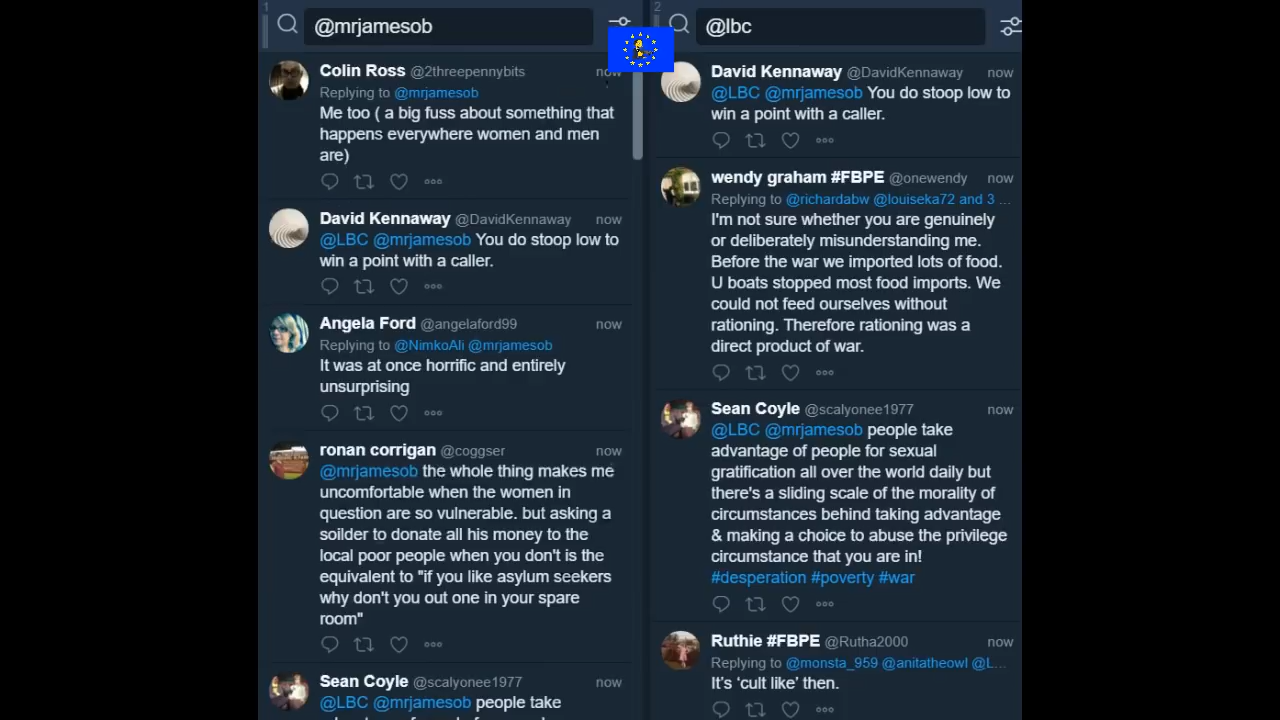 1
@mrjamesob
Colin Ross @2threepennybits now
Replying to @mrjamesob
Me too ( a big fuss about something that
happens everywhere women and men
are)
David Kennaway @DavidKennaway now
@LBC @mrjamesob You do stoop low to
win a point with a caller.
Angela Ford @angelaford99 now
Replying to @NimkoAli @mrjamesob
It was at once horrific and entirely
unsurprising
ronan corrigan @coggser now
@mrjamesob the whole thing makes me
uncomfortable when the women in
question are so vulnerable. but asking a
soilder to donate all his money to the
local poor people when you don't is the
equivalent to "if you like asylum seekers
why don't you out one in your spare
room"
Sean Coyle @scalyonee1977 now
@LBC @mrjamesob people take
2
@lbc
David Kennaway @DavidKennaway now
@LBC @mrjamesob You do stoop low to
win a point with a caller.
wendy graham #FBPE @onewendy now
Replying to @richardabw @louiseka72 and 3 ...
I'm not sure whether you are genuinely
or deliberately misunderstanding me.
Before the war we imported lots of food.
U boats stopped most food imports. We
could not feed ourselves without
rationing. Therefore rationing was a
direct product of war.
Sean Coyle @scalyonee1977 now
@LBC @mrjamesob people take
advantage of people for sexual
gratification all over the world daily but
there's a sliding scale of the morality of
circumstances behind taking advantage
& making a choice to abuse the privilege
circumstance that you are in!
#desperation #poverty #war
Ruthie #FBPE @Rutha2000 now
Replying to @monsta_959 @anitatheowl @L...
It's 'cult like' then.